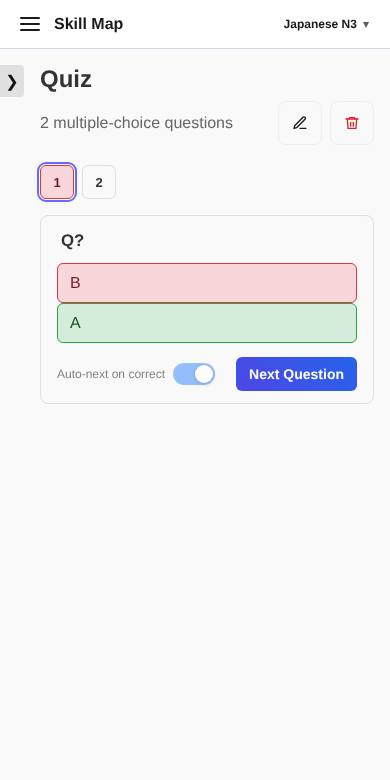 Skill Map
Japanese N3 ▼
❯
Quiz
2 multiple-choice questions
1 2
Q?
B
A
Auto-next on correct
Next Question